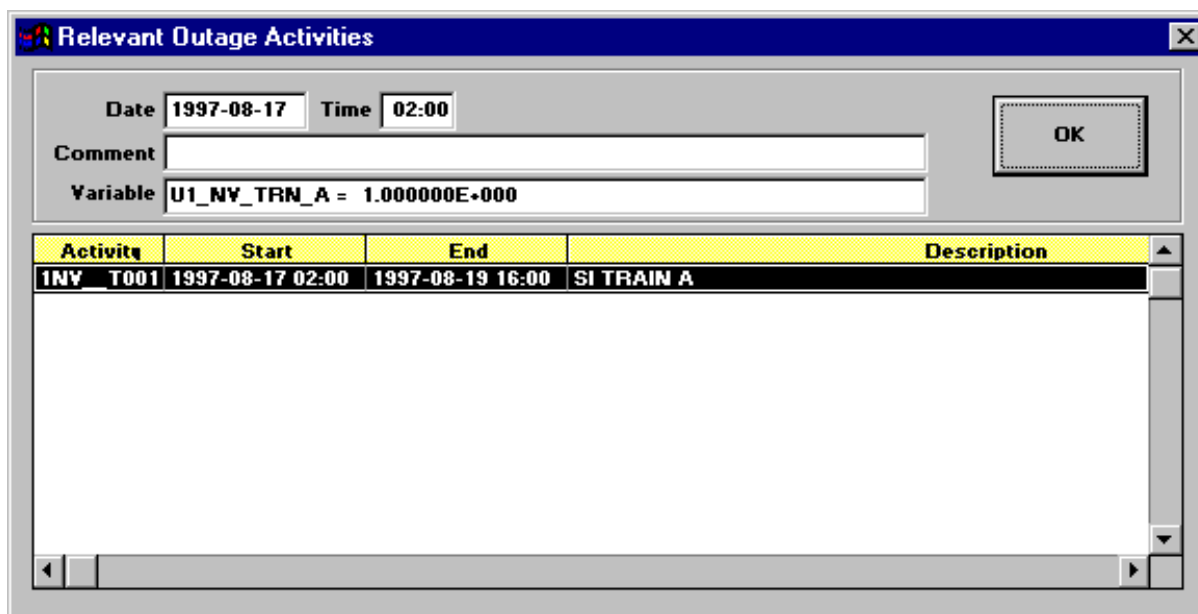 Relevant Outage Activities
Date 1997-08-17 Time 02:00
OK
Comment
Variable U1_NV_TRN_A = 1.000000E+000
Activity Start End Description
1NV__T001 1997-08-17 02:00 1997-08-19 16:00 SI TRAIN A